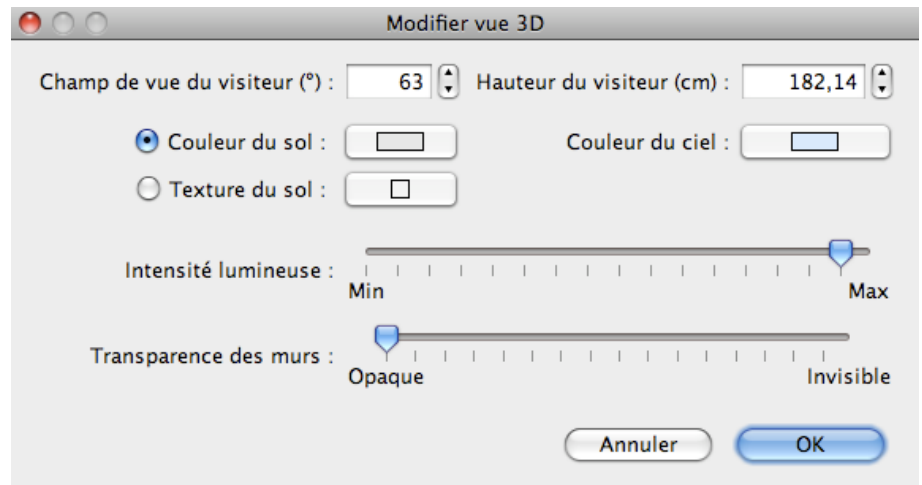 Modifier vue 3D
Champ de vue du visiteur (°) : 63 Hauteur du visiteur (cm) : 182,14
Couleur du sol : Couleur du ciel :
Texture du sol :
Intensité lumineuse :
Min Max
Transparence des murs :
Opaque Invisible
Annuler OK